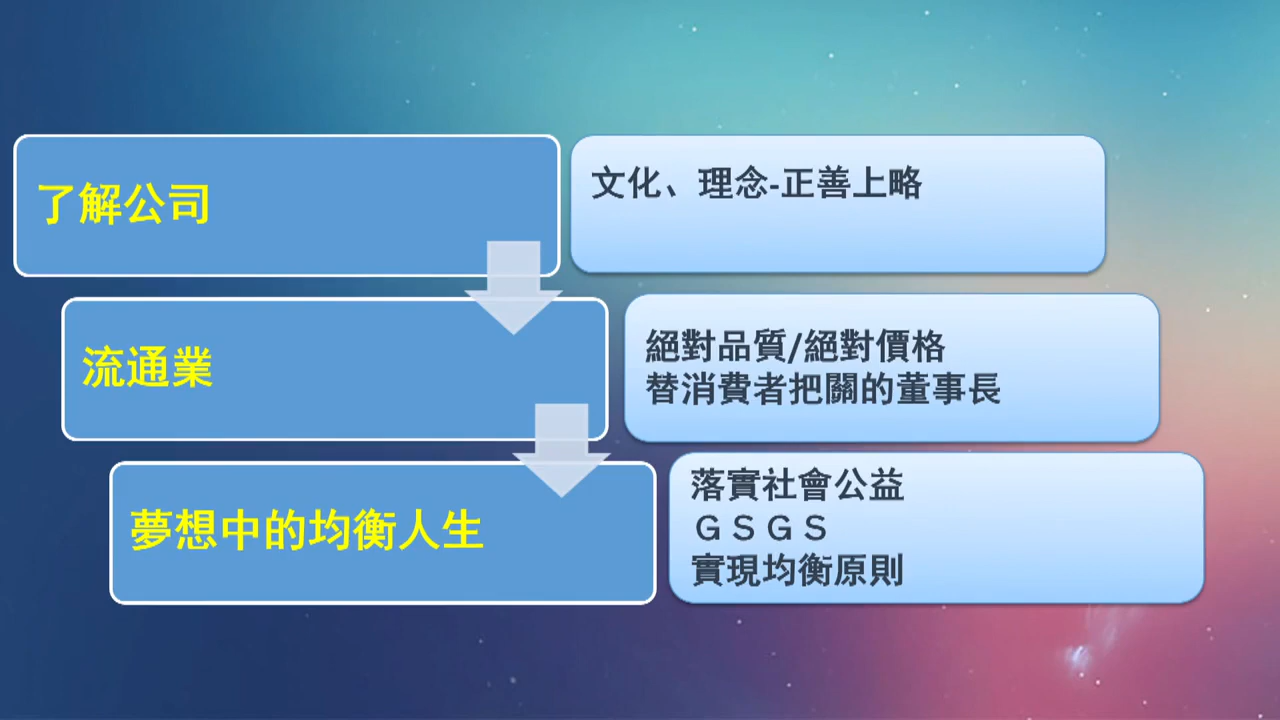 了解公司
文化、理念-正善上略
流通業
絕對品質/絕對價格
替消費者把關的董事長
夢想中的均衡人生
落實社會公益
ＧＳＧＳ
實現均衡原則